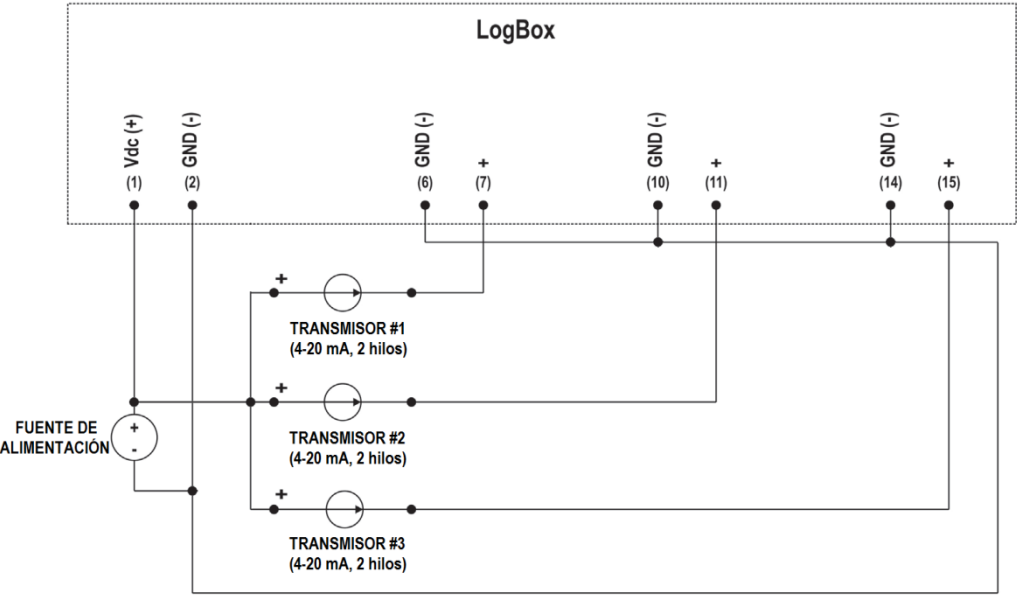 LogBox
Vdc (+)
GND (-)
GND (-)
+
GND (-)
+
GND (-)
+
(1)
(2)
(6)
(7)
(10)
(11)
(14)
(15)
+
TRANSMISOR #1
(4-20 mA, 2 hilos)
+
FUENTE DE
ALIMENTACIÓN
+
-
TRANSMISOR #2
(4-20 mA, 2 hilos)
+
TRANSMISOR #3
(4-20 mA, 2 hilos)